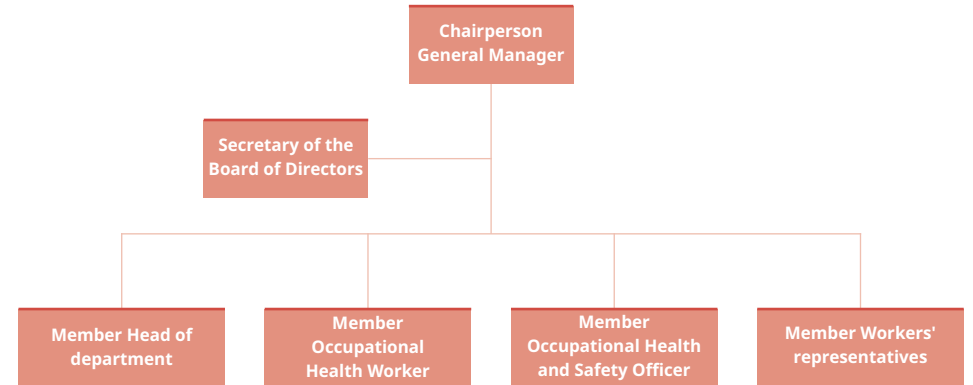 Chairperson
General Manager
Secretary of the
Board of Directors
Member Head of
department
Member
Occupational
Health Worker
Member
Occupational Health
and Safety Officer
Member Workers'
representatives